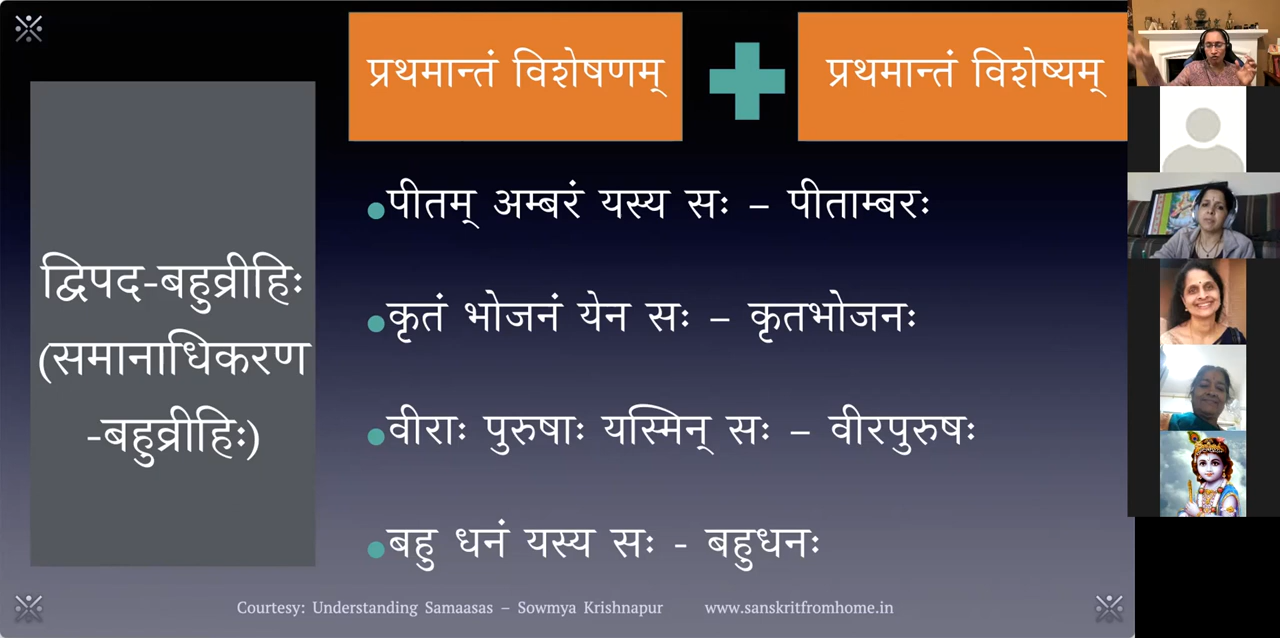 प्रथमान्तं विशेषणम्
प्रथमान्तं विशेष्यम्
द्विपद-बहुव्रीहिः
(समानाधिकरण
-बहुव्रीहिः)
पीतम् अम्बरं यस्य सः – पीताम्बरः
कृतं भोजनं येन सः – कृतभोजनः
वीराः पुरुषाः यस्मिन् सः – वीरपुरुषः
बहु धनं यस्य सः - बहुधनः
Courtesy: Understanding Samaasas – Sowmya Krishnapur www.sanskritfromhome.in